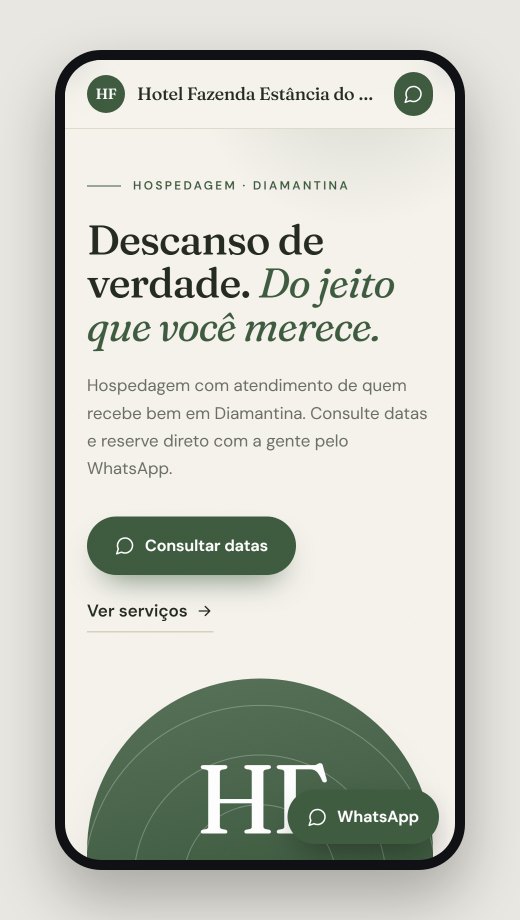 HF Hotel Fazenda Estância do ...
HOSPEDAGEM · DIAMANTINA
Descanso de
verdade. Do jeito
que você merece.
Hospedagem com atendimento de quem
recebe bem em Diamantina. Consulte datas
e reserve direto com a gente pelo
WhatsApp.
Consultar datas
Ver serviços →
HF
WhatsApp